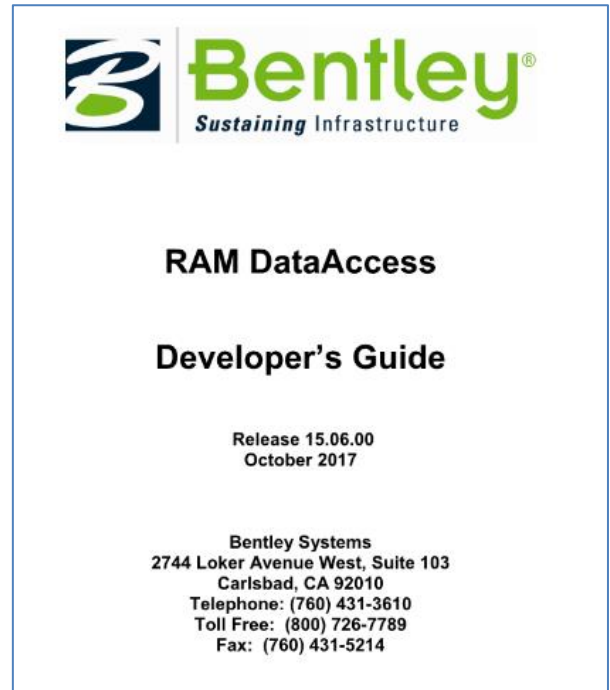 Bentley®
Sustaining Infrastructure
RAM DataAccess
Developer's Guide
Release 15.06.00
October 2017
Bentley Systems
2744 Loker Avenue West, Suite 103
Carlsbad, CA 92010
Telephone: (760) 431-3610
Toll Free: (800) 726-7789
Fax: (760) 431-5214